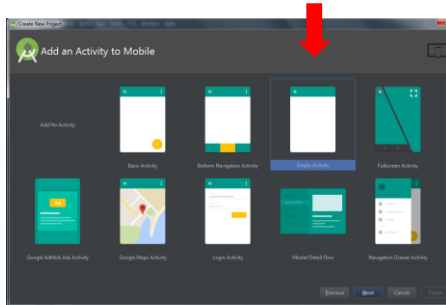 Create New Project
Add an Activity to Mobile
Add No Activity
Basic Activity
Bottom Navigation Activity
Empty Activity
Fullscreen Activity
Ad
Google AdMob Ads Activity
Google Maps Activity
Login Activity
Master/Detail Flow
Navigation Drawer Activity
Previous
Next
Cancel
Finish